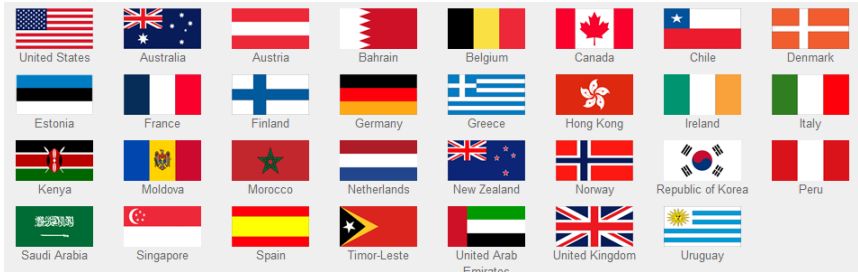 United States Australia Austria Bahrain Belgium Canada Chile Denmark
Estonia France Finland Germany Greece Hong Kong Ireland Italy
Kenya Moldova Morocco Netherlands New Zealand Norway Republic of Korea Peru
Saudi Arabia Singapore Spain Timor-Leste United Arab United Kingdom Uruguay
Emirates